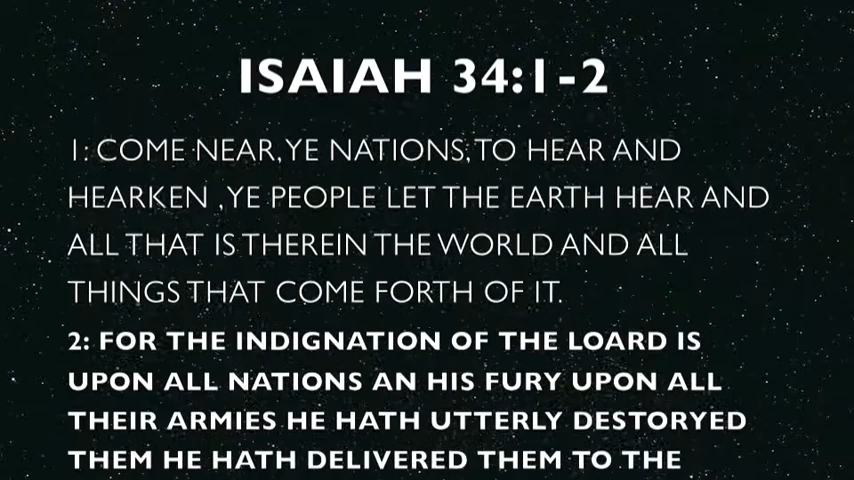 ISAIAH 34:1-2
1: COME NEAR, YE NATIONS, TO HEAR AND
HEARKEN , YE PEOPLE LET THE EARTH HEAR AND
ALL THAT IS THEREIN THE WORLD AND ALL
THINGS THAT COME FORTH OF IT.
2: FOR THE INDIGNATION OF THE LOARD IS
UPON ALL NATIONS AN HIS FURY UPON ALL
THEIR ARMIES HE HATH UTTERLY DESTORYED
THEM HE HATH DELIVERED THEM TO THE